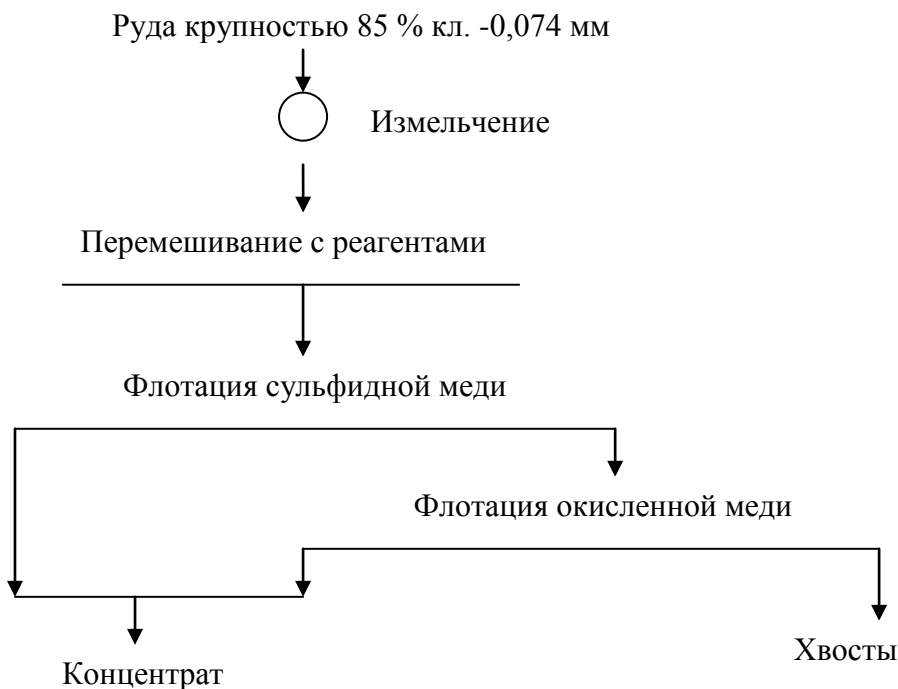 Руда крупностью 85 % кл. -0,074 мм
Измельчение
Перемешивание с реагентами
Флотация сульфидной меди
Флотация окисленной меди
Хвосты
Концентрат